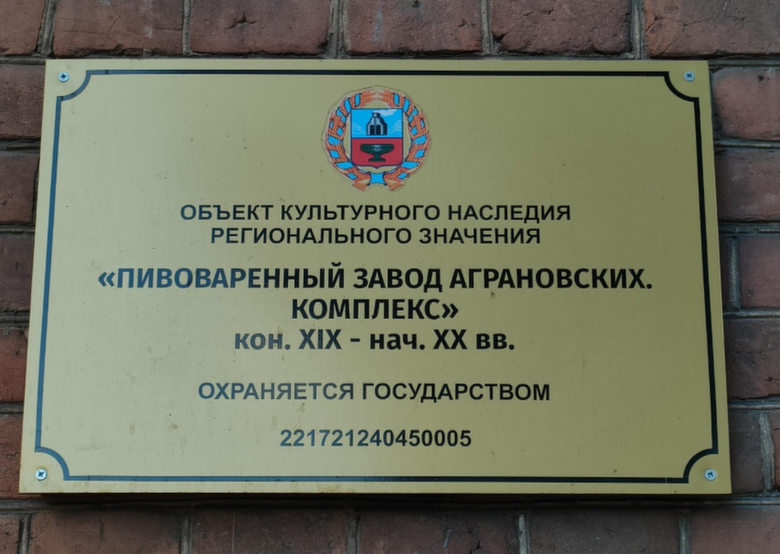 ОБЪЕКТ КУЛЬТУРНОГО НАСЛЕДИЯ
РЕГИОНАЛЬНОГО ЗНАЧЕНИЯ
«ПИВОВАРЕННЫЙ ЗАВОД АГРАНОВСКИХ.
КОМПЛЕКС»
кон. XIX - нач. XX вв.
ОХРАНЯЕТСЯ ГОСУДАРСТВОМ
221721240450005